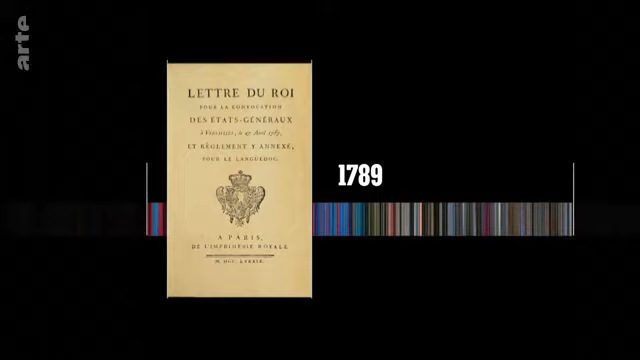 arte
LETTRE DU ROI
POUR LA CONVOCATION
DES ÉTATS-GÉNÉRAUX
à Versailles, le 27 Avril 1789,
ET RÈGLEMENT Y ANNEXÉ,
POUR LE LANGUEDOC.
1789
A PARIS,
DE L'IMPRIMERIE ROYALE.
M. DCC. LXXXIX.